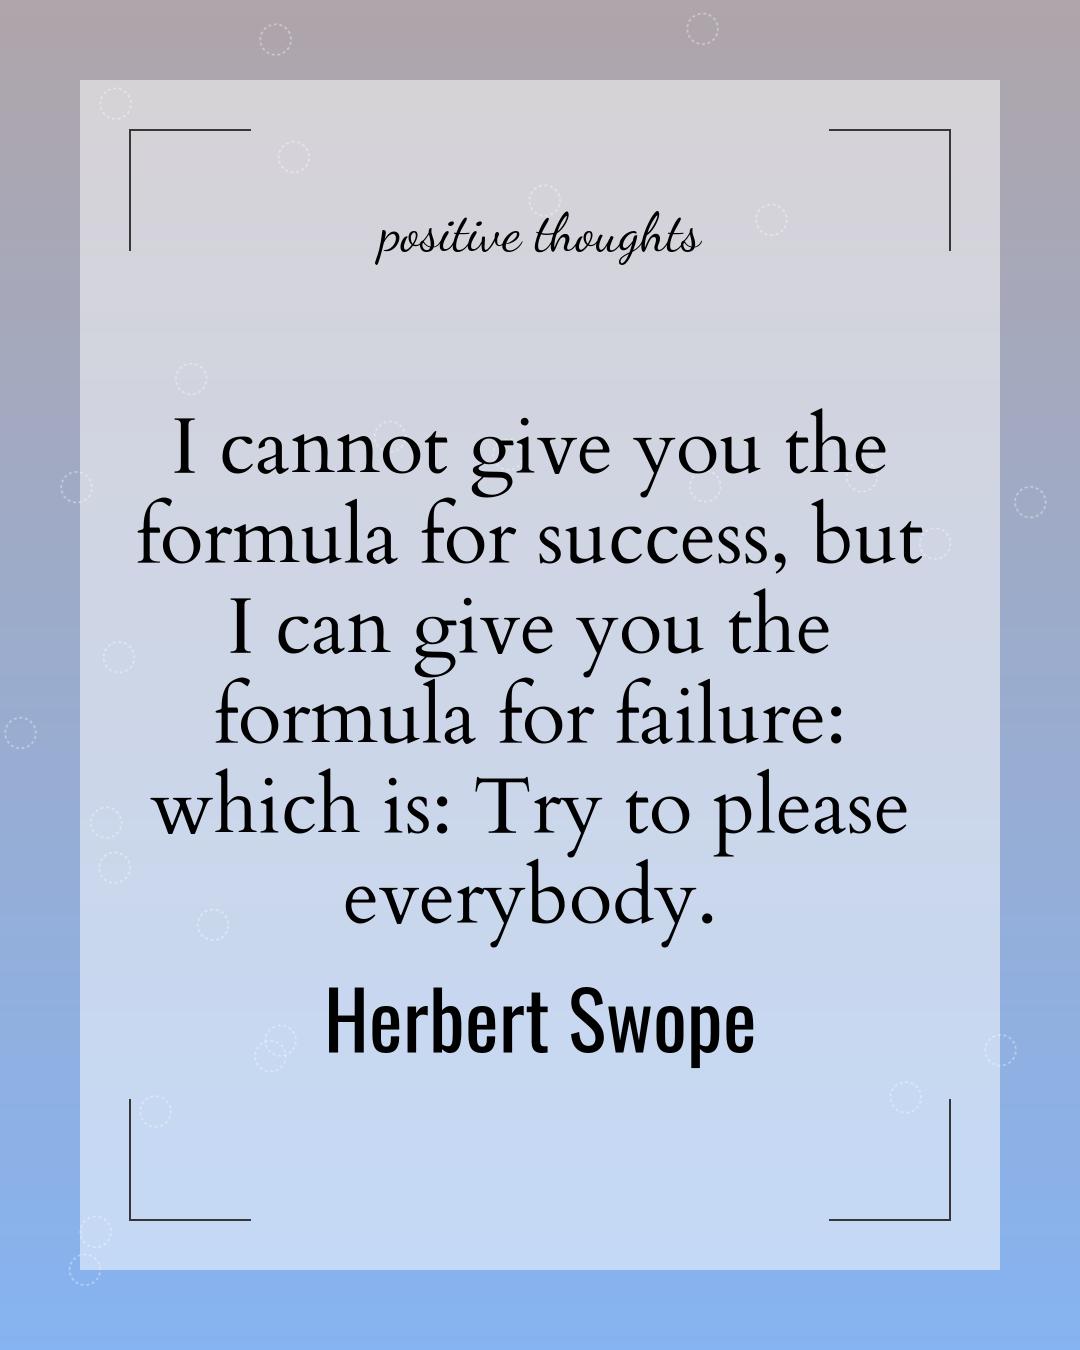 positive thoughts
I cannot give you the
formula for success, but
I can give you the
formula for failure:
which is: Try to please
everybody.
Herbert Swope